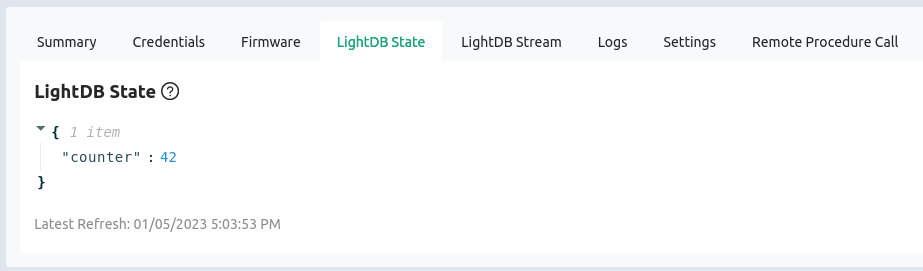 Summary Credentials Firmware LightDB State LightDB Stream Logs Settings Remote Procedure Call
LightDB State ?
{ 1 item
"counter" : 42
}
Latest Refresh: 01/05/2023 5:03:53 PM